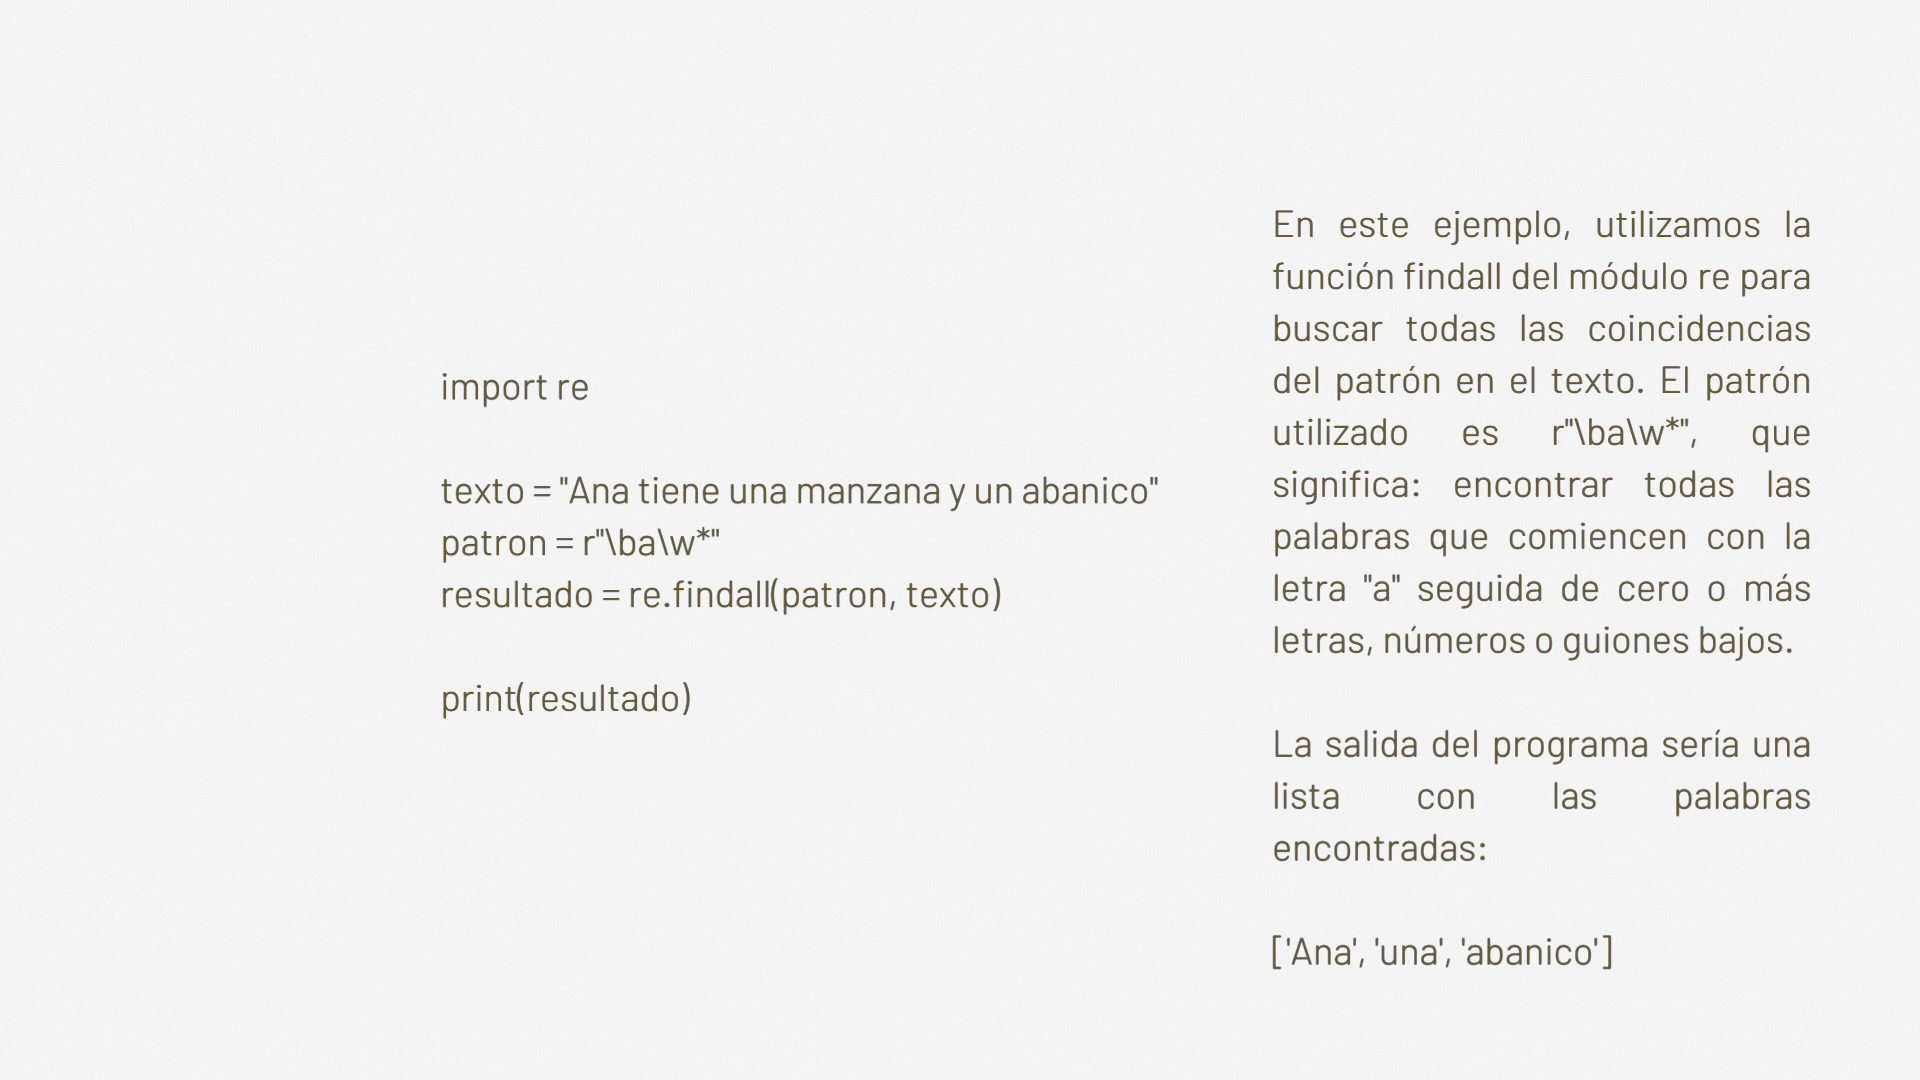 import re

texto = "Ana tiene una manzana y un abanico"
patron = r"\ba\w*"
resultado = re.findall(patron, texto)

print(resultado)

En este ejemplo, utilizamos la
función findall del módulo re para
buscar todas las coincidencias
del patrón en el texto. El patrón
utilizado es r"\ba\w*", que
significa: encontrar todas las
palabras que comiencen con la
letra "a" seguida de cero o más
letras, números o guiones bajos.

La salida del programa sería una
lista con las palabras
encontradas:

['Ana', 'una', 'abanico']